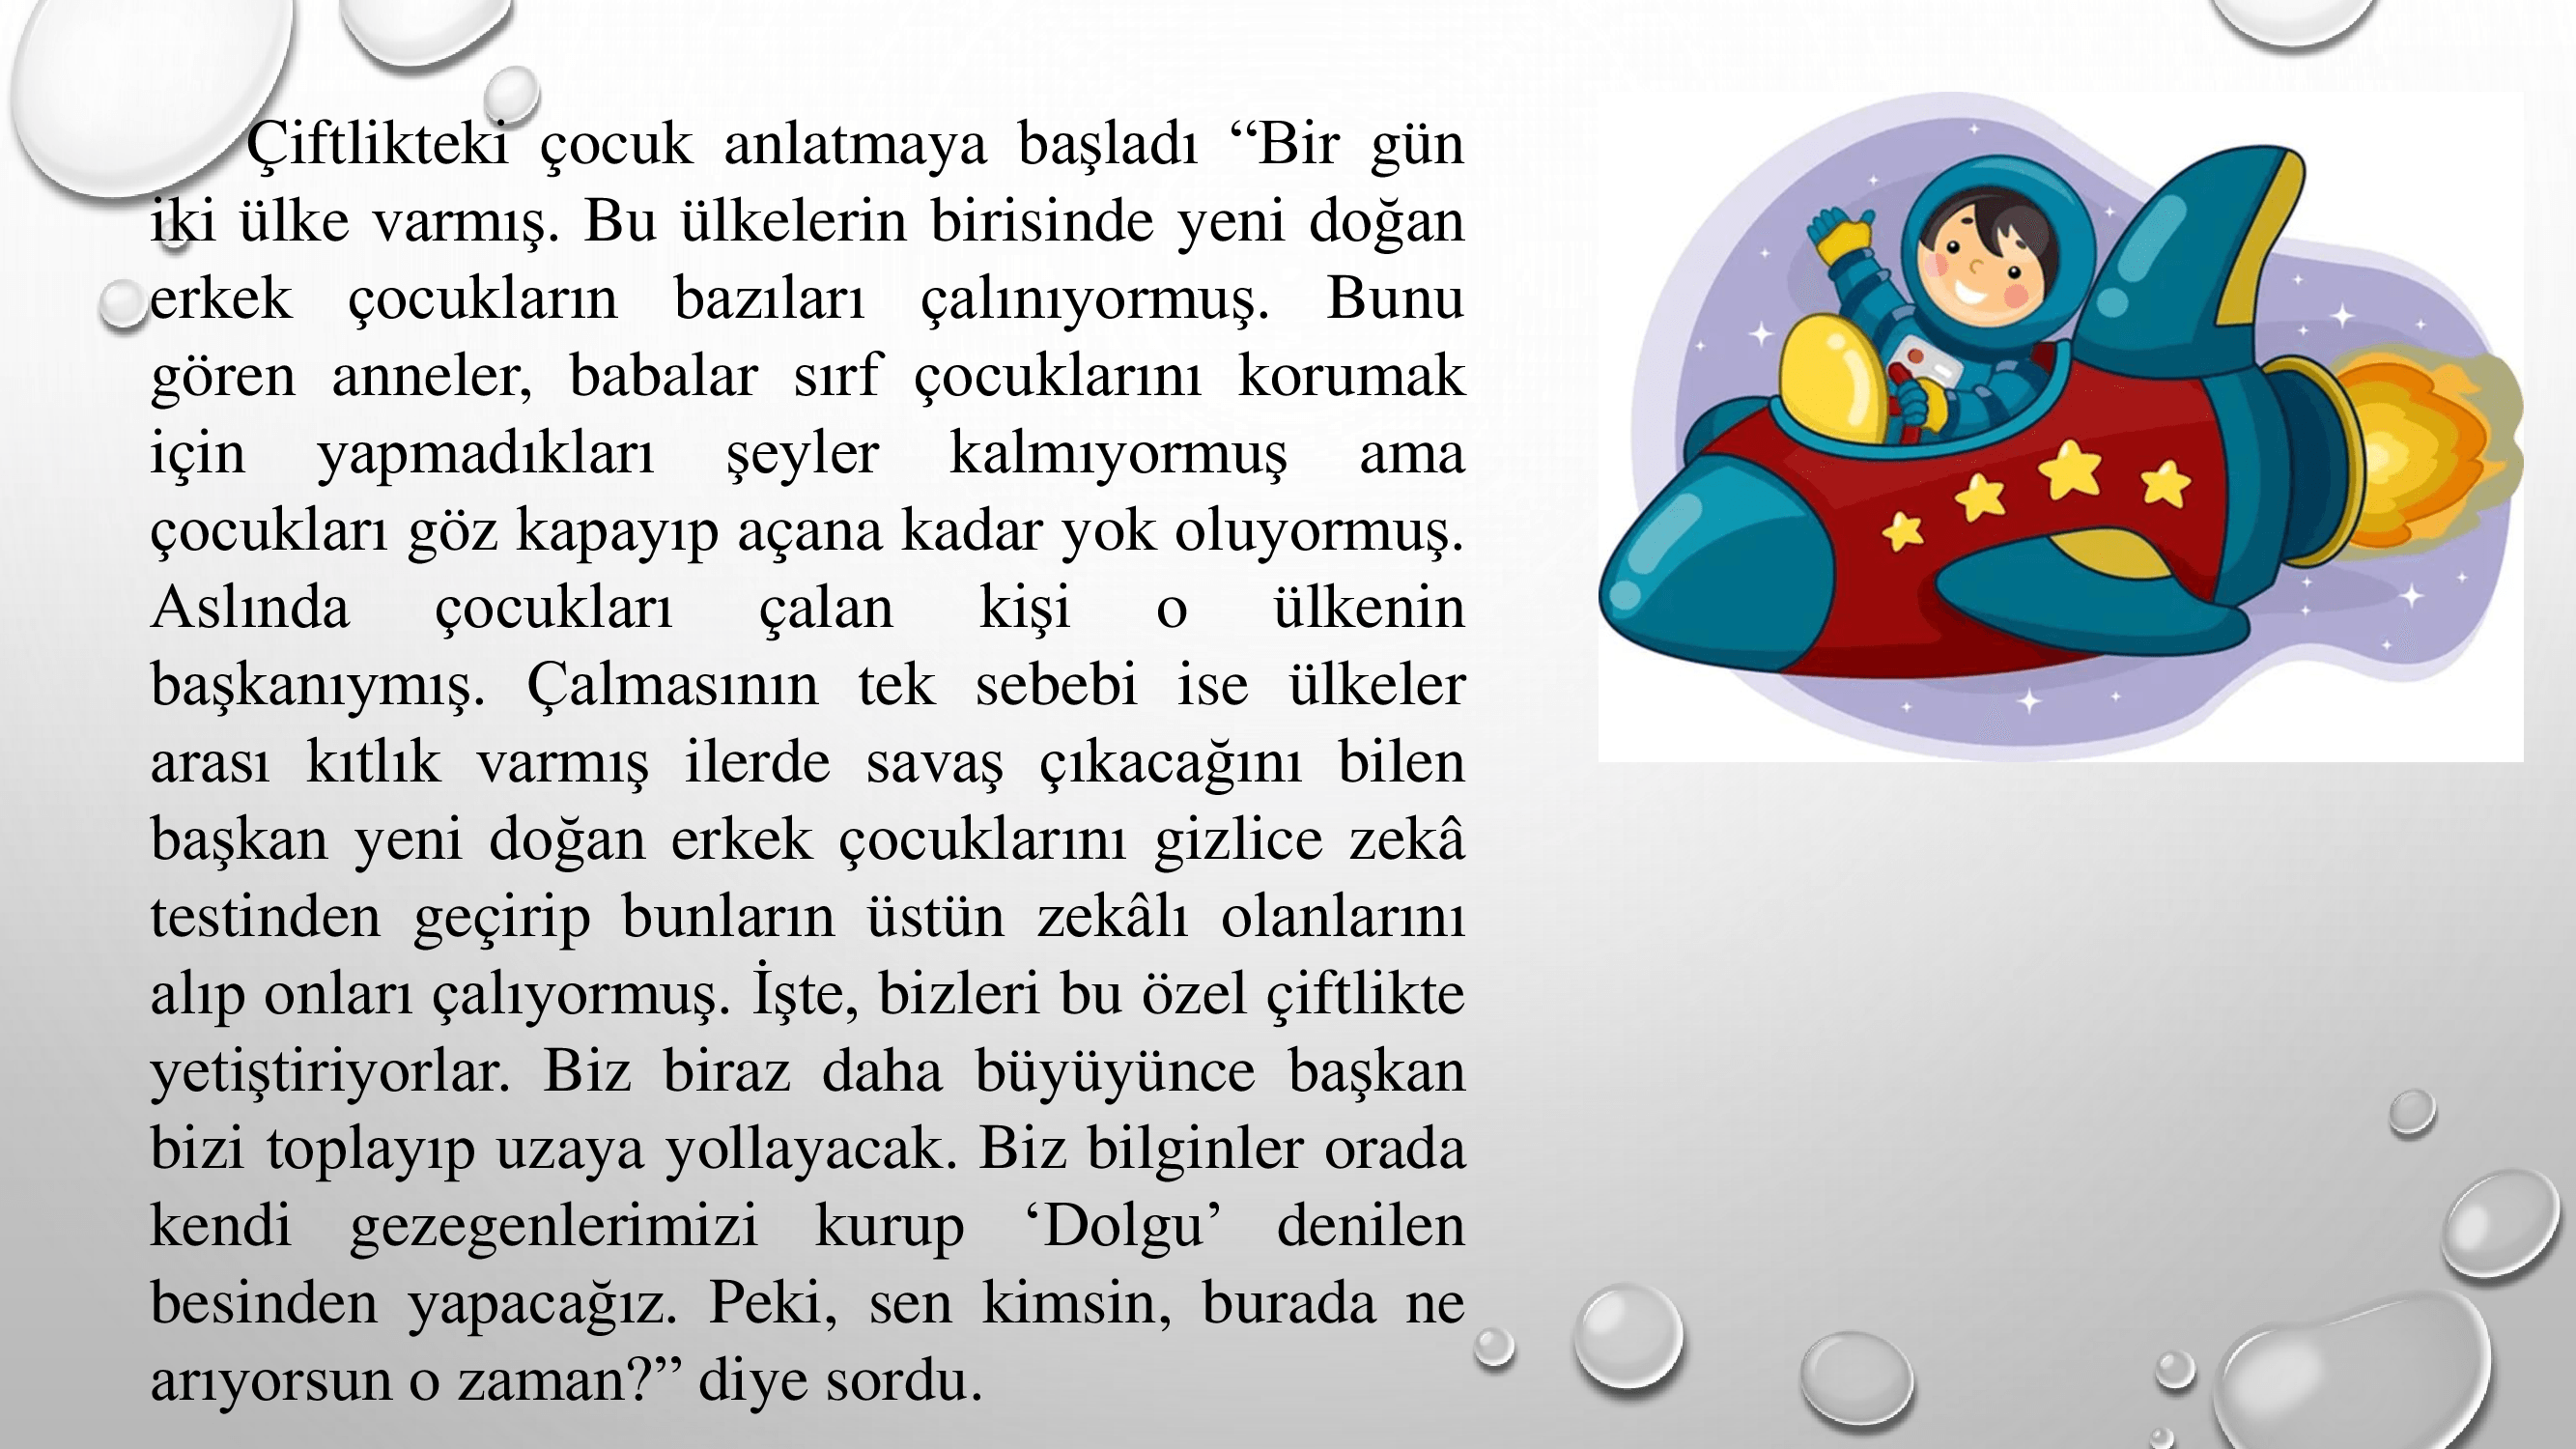 Çiftlikteki çocuk anlatmaya başladı “Bir gün
iki ülke varmış. Bu ülkelerin birisinde yeni doğan
erkek çocukların bazıları çalınıyormuş. Bunu
gören anneler, babalar sırf çocuklarını korumak
için yapmadıkları şeyler kalmıyormuş ama
çocukları göz kapayıp açana kadar yok oluyormuş.
Aslında çocukları çalan kişi o ülkenin
başkanıymış. Çalmasının tek sebebi ise ülkeler
arası kıtlık varmış ilerde savaş çıkacağını bilen
başkan yeni doğan erkek çocuklarını gizlice zekâ
testinden geçirip bunların üstün zekâlı olanlarını
alıp onları çalıyormuş. İşte, bizleri bu özel çiftlikte
yetiştiriyorlar. Biz biraz daha büyüyünce başkan
bizi toplayıp uzaya yollayacak. Biz bilginler orada
kendi gezegenlerimizi kurup ‘Dolgu’ denilen
besinden yapacağız. Peki, sen kimsin, burada ne
arıyorsun o zaman?” diye sordu.